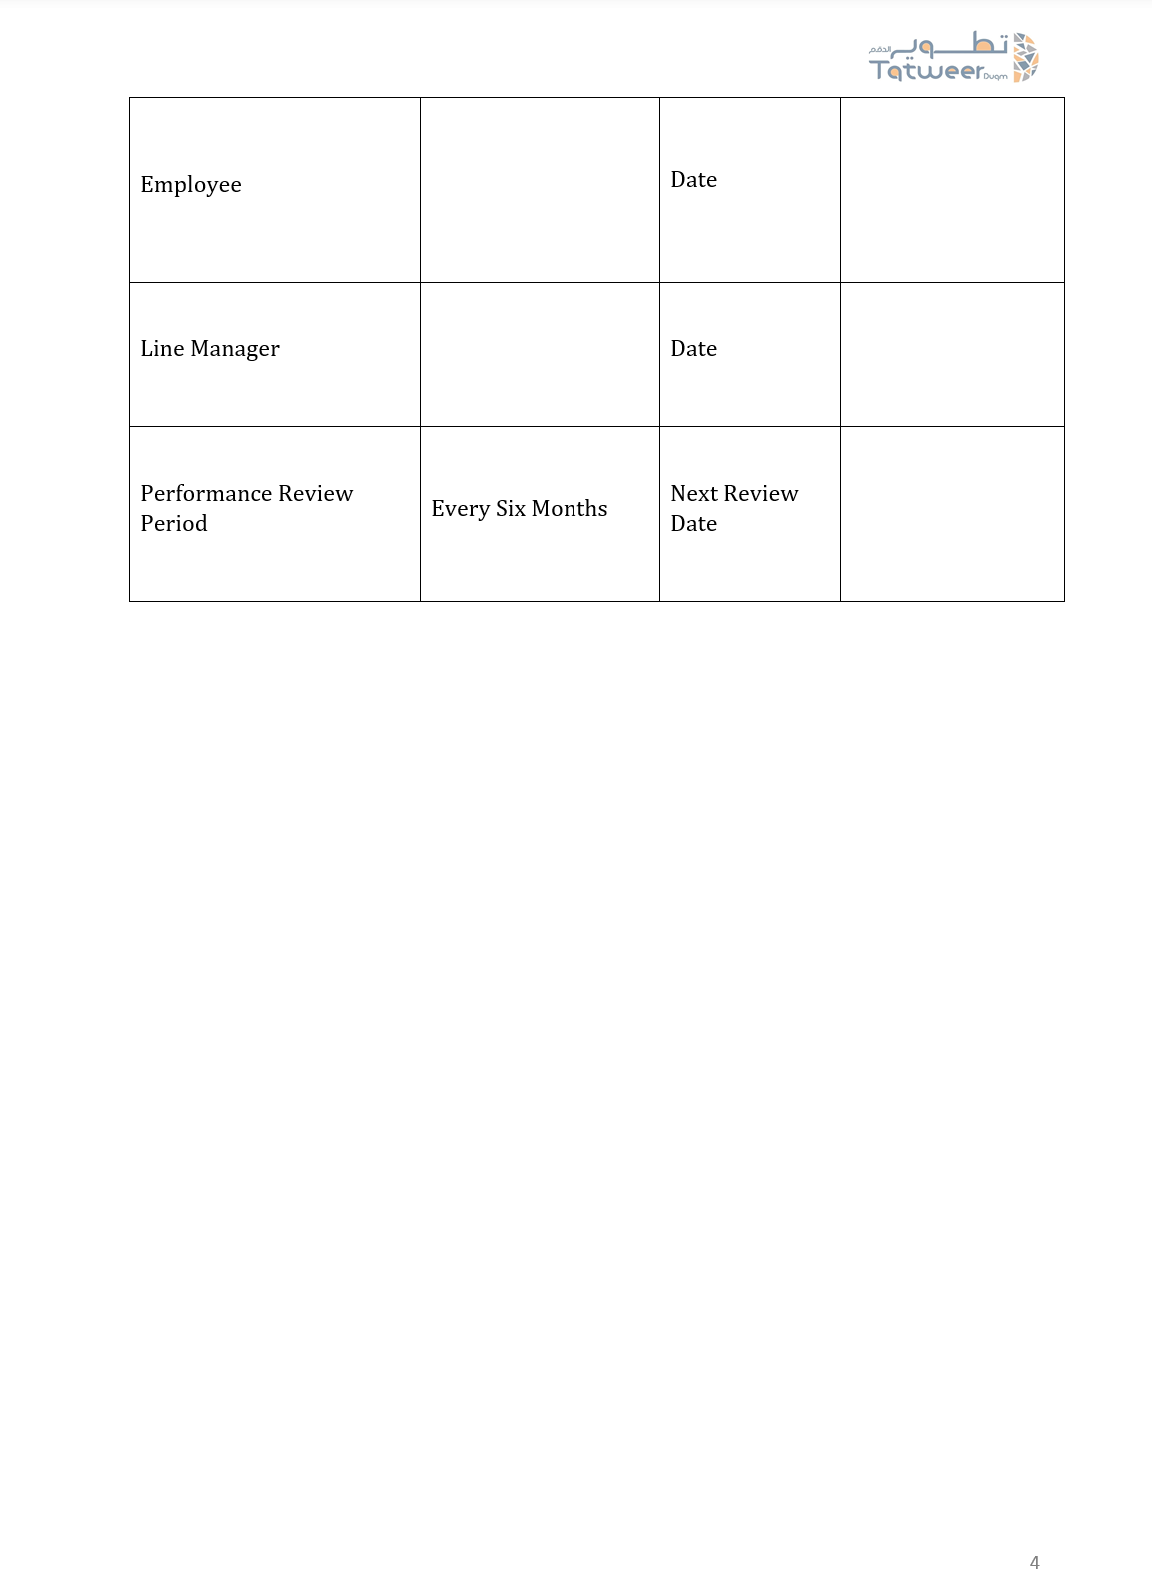 تطوير الدقم
Tatweer Duqm
Employee
Date
Line Manager
Date
Performance Review
Period
Every Six Months
Next Review
Date
4